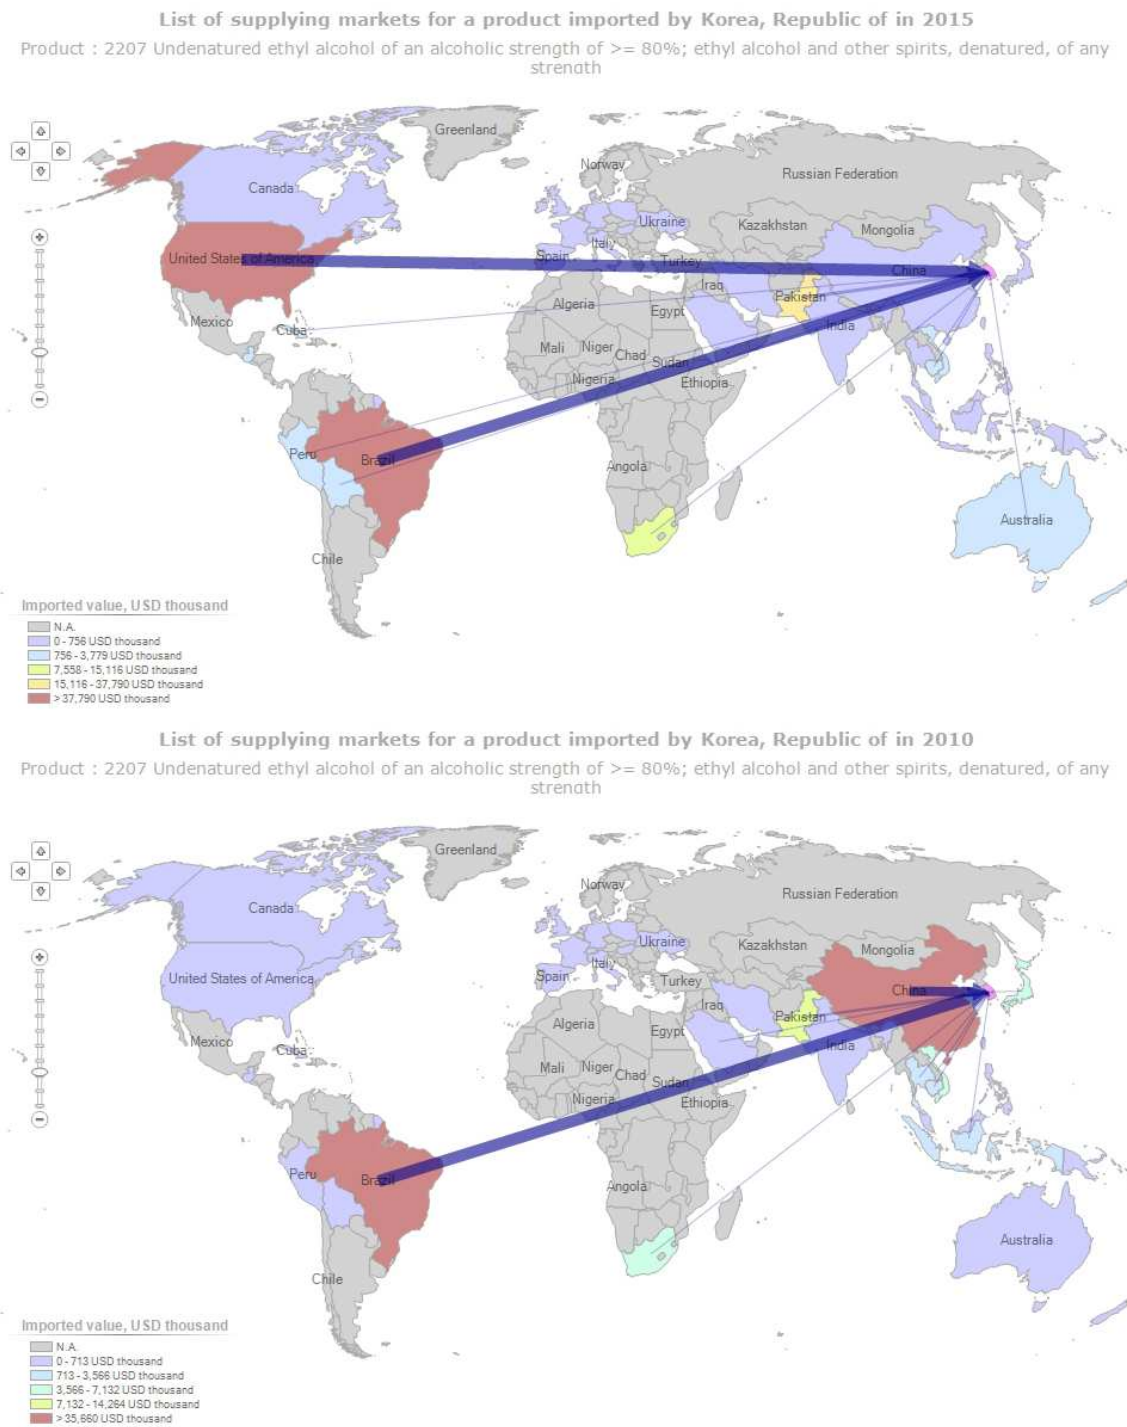 List of supplying markets for a product imported by Korea, Republic of in 2015
Product : 2207 Undenatured ethyl alcohol of an alcoholic strength of >= 80%; ethyl alcohol and other spirits, denatured, of any
strength
Greenland
Norway
Russian Federation
Canada
Ukraine
Kazakhstan
Mongolia
Italy
Spain
United States of America
Turkey
China
Iraq
Pakistan
Algeria
Egypt
Mexico
Cuba
India
Mali
Niger
Chad
Sudan
Nigeria
Ethiopia
Peru
Brazil
Angola
Australia
Chile
Imported value, USD thousand
N.A.
0 - 756 USD thousand
756 - 3,779 USD thousand
7,558 - 15,116 USD thousand
15,116 - 37,790 USD thousand
> 37,790 USD thousand
List of supplying markets for a product imported by Korea, Republic of in 2010
Product : 2207 Undenatured ethyl alcohol of an alcoholic strength of >= 80%; ethyl alcohol and other spirits, denatured, of any
strength
Greenland
Norway
Russian Federation
Canada
Ukraine
Kazakhstan
Mongolia
Italy
Spain
United States of America
Turkey
China
Iraq
Pakistan
Algeria
Egypt
Mexico
Cuba
India
Mali
Niger
Chad
Sudan
Nigeria
Ethiopia
Peru
Brazil
Angola
Australia
Chile
Imported value, USD thousand
N.A.
0 - 713 USD thousand
713 - 3,566 USD thousand
3,566 - 7,132 USD thousand
7,132 - 14,264 USD thousand
> 35,660 USD thousand